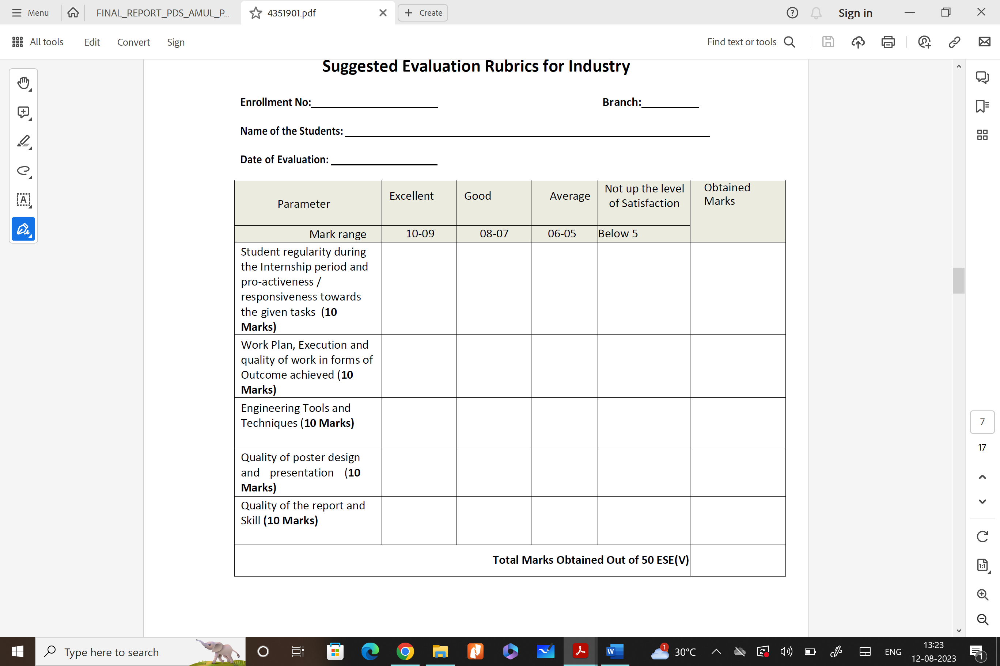 Menu
FINAL_REPORT_PDS_AMUL_P...
4351901.pdf
Create
Sign in
All tools
Edit
Convert
Sign
Find text or tools
Suggested Evaluation Rubrics for Industry
Enrollment No:
Branch:
Name of the Students:
Date of Evaluation:
Parameter
Excellent
Good
Average
Not up the level
of Satisfaction
Obtained
Marks
Mark range
10-09
08-07
06-05
Below 5
Student regularity during
the Internship period and
pro-activeness /
responsiveness towards
the given tasks (10
Marks)
Work Plan, Execution and
quality of work in forms of
Outcome achieved (10
Marks)
Engineering Tools and
Techniques (10 Marks)
Quality of poster design
and presentation (10
Marks)
Quality of the report and
Skill (10 Marks)
Total Marks Obtained Out of 50 ESE(V)
7
17
1:1
Type here to search
1
30°C
ENG
13:23
12-08-2023
1